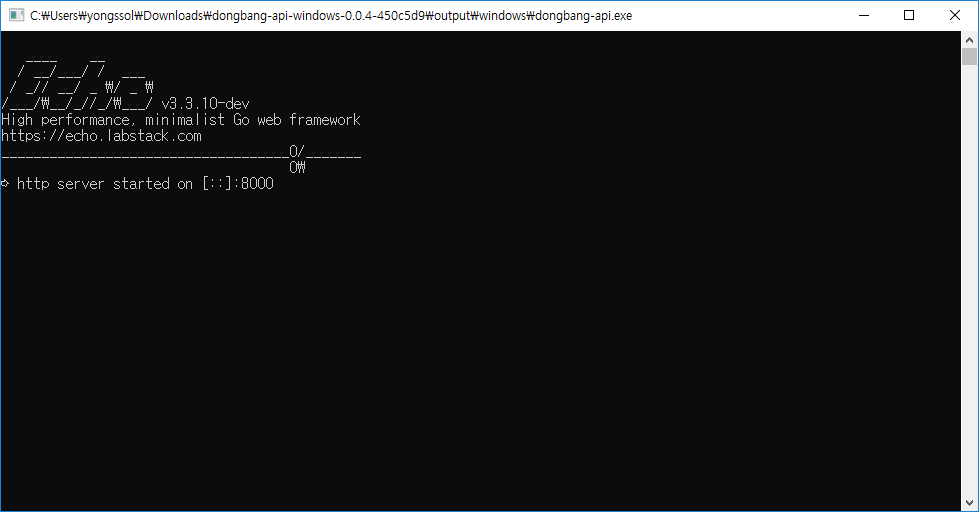 C:₩Users₩yongssol₩Downloads₩dongbang-api-windows-0.0.4-450c5d9₩output₩windows₩dongbang-api.exe
   ____    __
  / __/___/ /  ___
 / _// __/ _ ₩/ _ ₩
/___/₩__/_//_/₩___/ v3.3.10-dev
High performance, minimalist Go web framework
https://echo.labstack.com
____________________________________O/_______
                                    O₩
⇨ http server started on [::]:8000